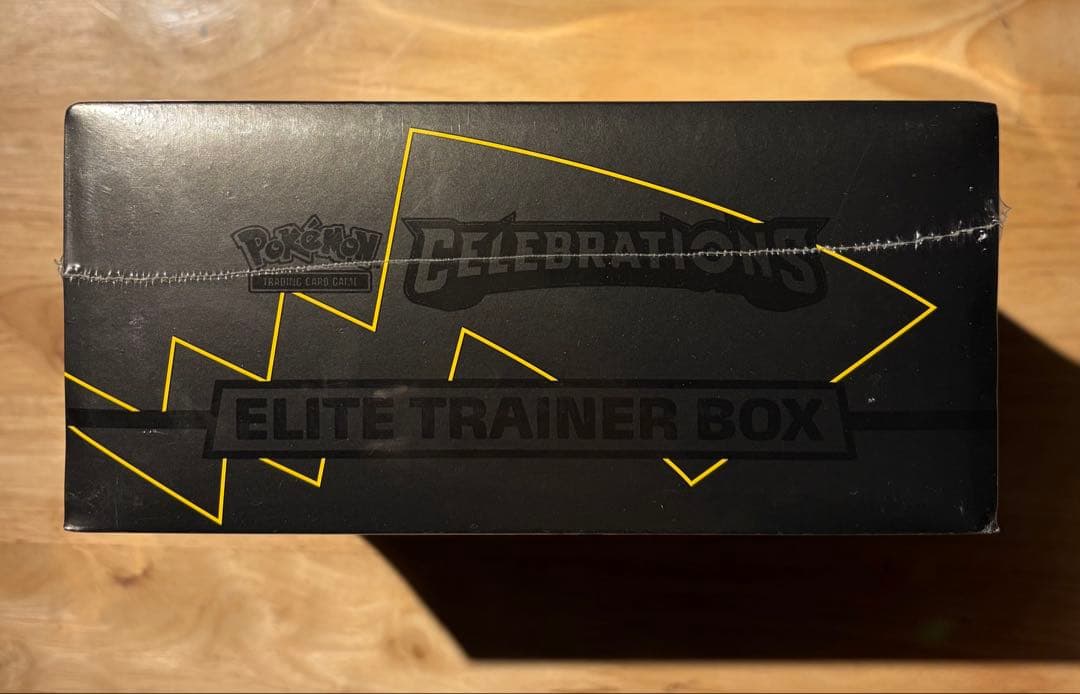 Pokémon
TRADING CARD GAME
CELEBRATIONS
ELITE TRAINER BOX